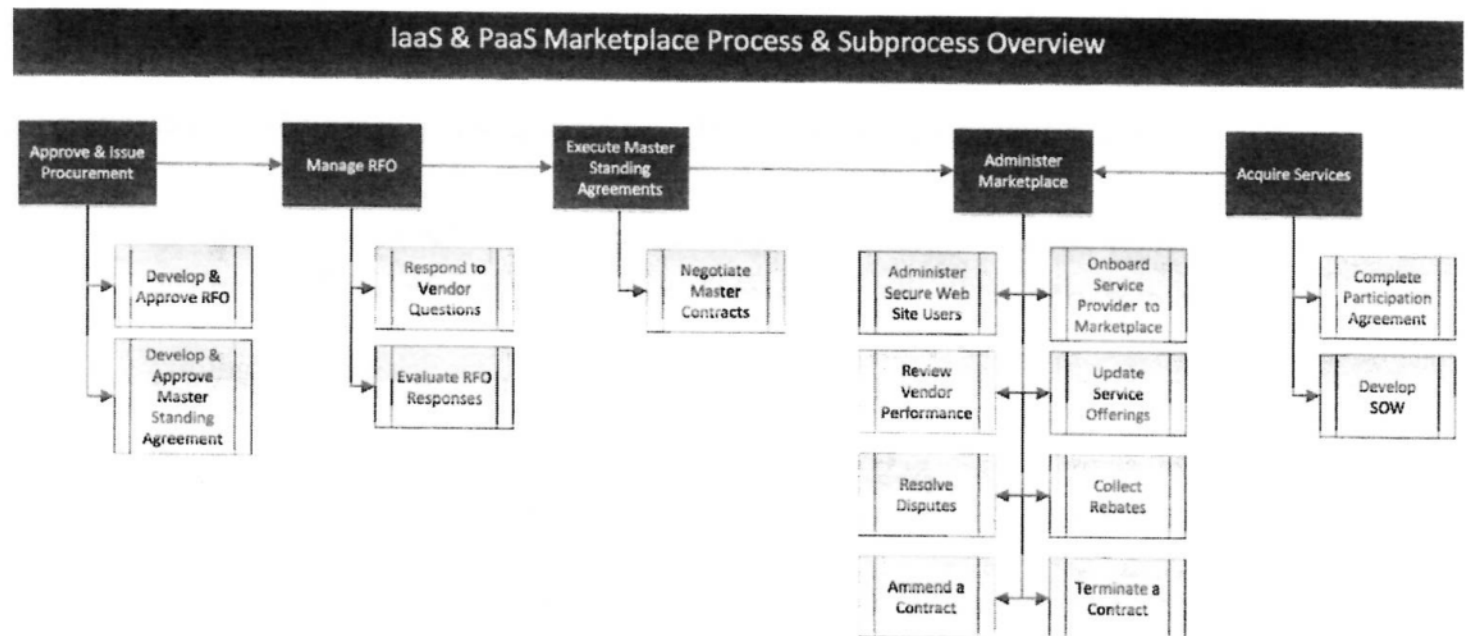 IaaS & PaaS Marketplace Process & Subprocess Overview
Approve & Issue
Procurement
Manage RFO
Execute Master
Standing
Agreements
Administer
Marketplace
Acquire Services
Develop &
Approve RFO
Develop &
Approve
Master
Standing
Agreement
Respond to
Vendor
Questions
Evaluate RFO
Responses
Negotiate
Master
Contracts
Administer
Secure Web
Site Users
Onboard
Service
Provider to
Marketplace
Review
Vendor
Performance
Update
Service
Offerings
Resolve
Disputes
Collect
Rebates
Ammend a
Contract
Terminate a
Contract
Complete
Participation
Agreement
Develop
SOW